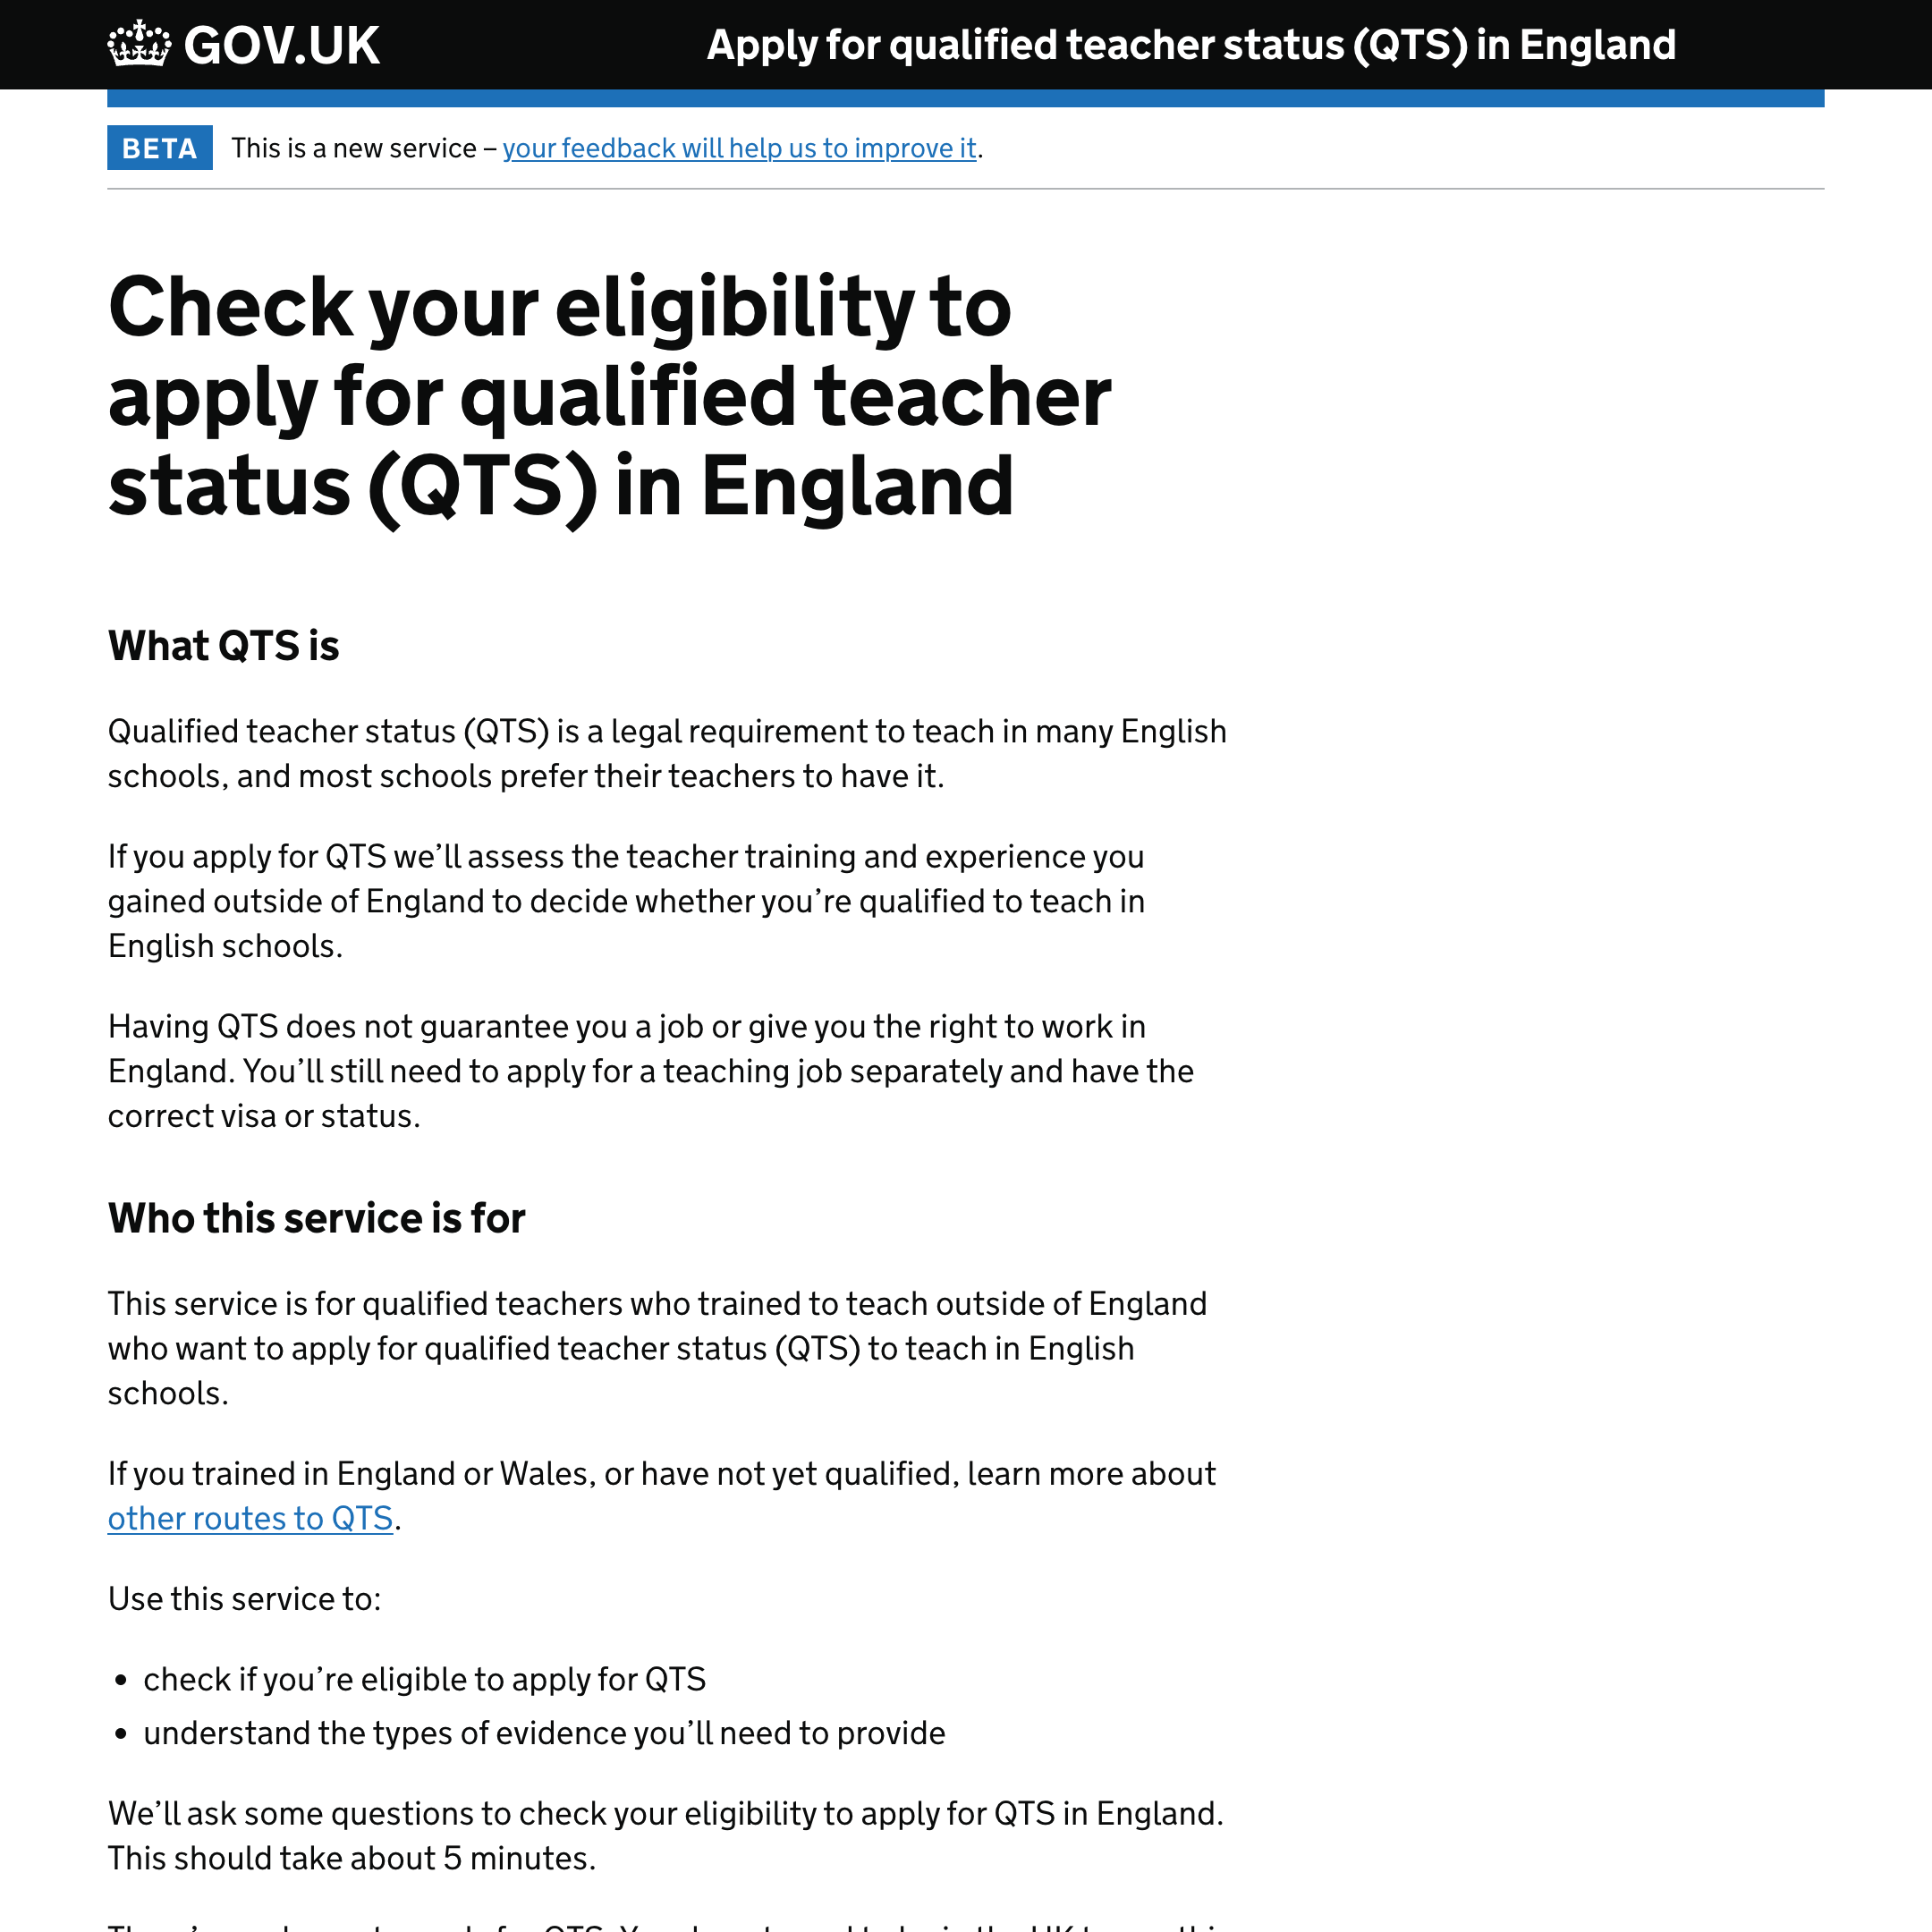 GOV.UK
Apply for qualified teacher status (QTS) in England
BETA
This is a new service – your feedback will help us to improve it.
Check your eligibility to
apply for qualified teacher
status (QTS) in England
What QTS is
Qualified teacher status (QTS) is a legal requirement to teach in many English
schools, and most schools prefer their teachers to have it.
If you apply for QTS we’ll assess the teacher training and experience you
gained outside of England to decide whether you’re qualified to teach in
English schools.
Having QTS does not guarantee you a job or give you the right to work in
England. You’ll still need to apply for a teaching job separately and have the
correct visa or status.
Who this service is for
This service is for qualified teachers who trained to teach outside of England
who want to apply for qualified teacher status (QTS) to teach in English
schools.
If you trained in England or Wales, or have not yet qualified, learn more about
other routes to QTS.
Use this service to:
• check if you’re eligible to apply for QTS
• understand the types of evidence you’ll need to provide
We’ll ask some questions to check your eligibility to apply for QTS in England.
This should take about 5 minutes.